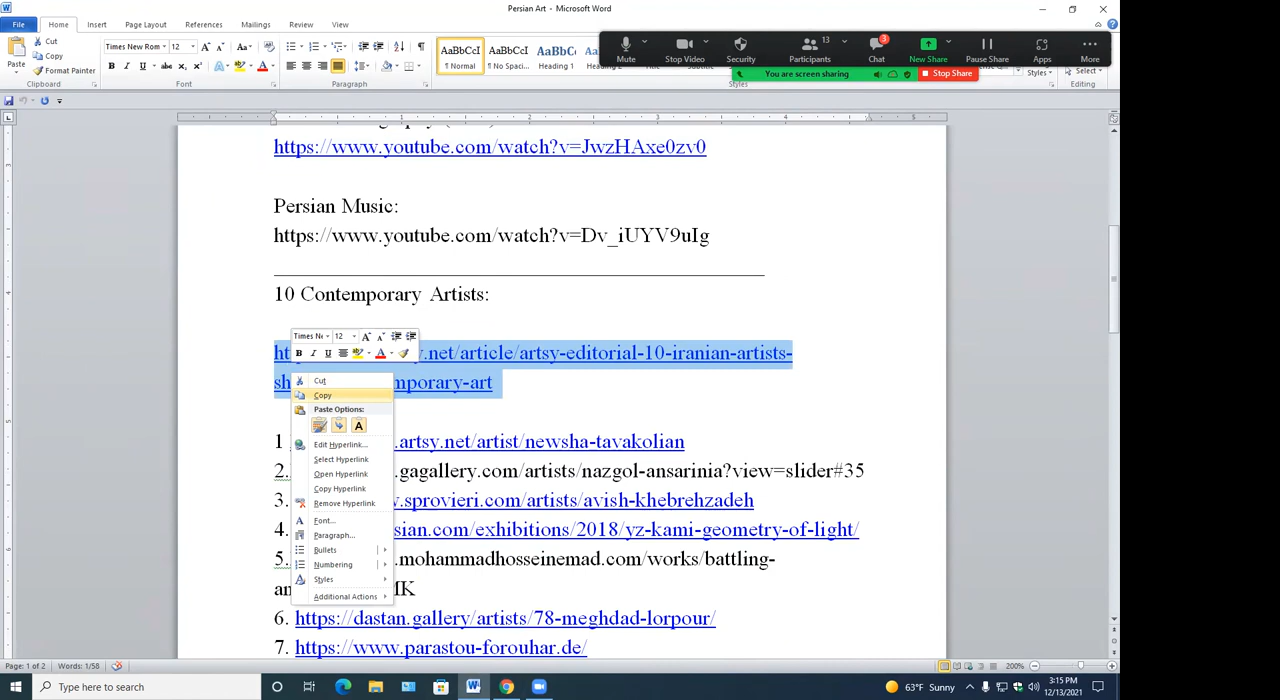 Persian Art - Microsoft Word
File Home Insert Page Layout References Mailings Review View
Cut
Copy
Format Painter
Paste
Clipboard
Times New Rom 12
Font
Paragraph
AaBbCcI AaBbCcI AaBbC
¶ Normal ¶ No Spaci... Heading 1
Styles
Styles
Select
Editing
Mute Stop Video Security Participants 13 Chat 3 New Share Pause Share Apps More
You are screen sharing Stop Share
https://www.youtube.com/watch?v=JwzHAxe0zv0
Persian Music:
https://www.youtube.com/watch?v=Dv_iUYV9uIg
10 Contemporary Artists:
Times Ne 12
.net/article/artsy-editorial-10-iranian-artists-
mporary-art
Cut
Copy
Paste Options:
Edit Hyperlink...
Select Hyperlink
Open Hyperlink
Copy Hyperlink
Remove Hyperlink
Font...
Paragraph...
Bullets
Numbering
Styles
Additional Actions
1 .artsy.net/artist/newsha-tavakolian
2. .gagallery.com/artists/nazgol-ansarinia?view=slider#35
3. w.sprovieri.com/artists/avish-khebrehzadeh
4. sian.com/exhibitions/2018/yz-kami-geometry-of-light/
5. .mohammadhosseinemad.com/works/battling-
an MK
6. https://dastan.gallery/artists/78-meghdad-lorpour/
7. https://www.parastou-forouhar.de/
Page: 1 of 2 Words: 1/58 200%
Type here to search
63°F Sunny
3:15 PM
12/13/2021